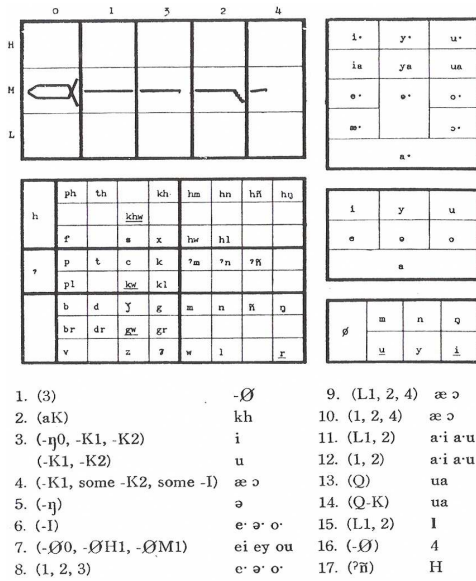 0 1 3 2 4
H
M
L
i· y· u·
ia ya ua
e· ə· o·
æ· ɔ·
a·
h
ph th kh hm hn hñ hŋ
khw
f s x hw hl
ʔ
p t c k ʔm ʔn ʔñ
pl kw kl
b d ɟ g m n ñ ŋ
br dr gw gr
v z w l r
i y u
e ə o
a
Ø
m n ŋ
u y i
1. (3) -Ø
2. (aK) kh
3. (-ŋ0, -K1, -K2) i
(-K1, -K2) u
4. (-K1, some -K2, some -I) æ ɔ
5. (-ŋ) ə
6. (-I) e· ə· o·
7. (-Ø0, -ØH1, -ØM1) ei ey ou
8. (1, 2, 3) e· ə· o·
9. (L1, 2, 4) æ ɔ
10. (1, 2, 4) æ ɔ
11. (L1, 2) a·i a·u
12. (1, 2) a·i a·u
13. (Q) ua
14. (Q-K) ua
15. (L1, 2) l
16. (-Ø) 4
17. (ʔñ) H